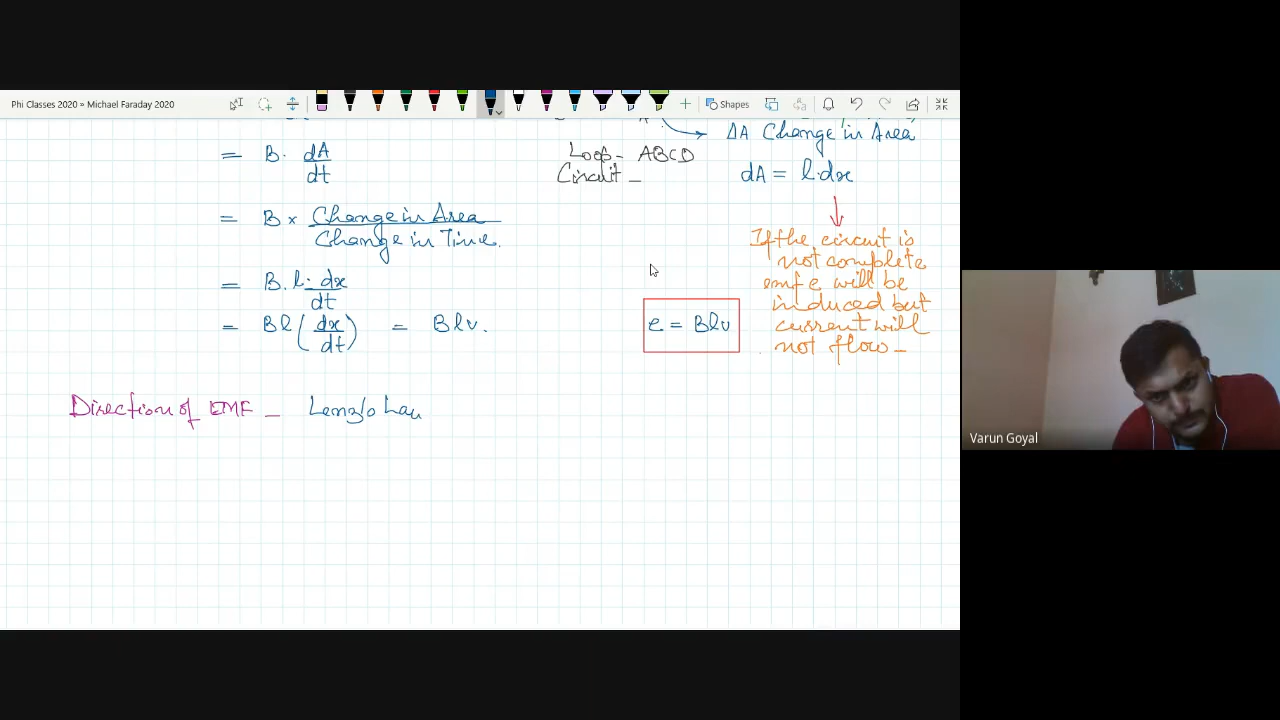 Phi Classes 2020 » Michael Faraday 2020
Shapes
ΔA Change in Area
= B. dA/dt
Loop - ABCD
Circuit -
dA = l.dx
= B × Change in Area / Change in Time.
If the circuit is
not complete
emf e will be
induced but
current will
not flow -
= B. l. dx/dt
= Bl (dx/dt) = Blv.
e = Blv
Direction of EMF - Lenz's Law
Varun Goyal